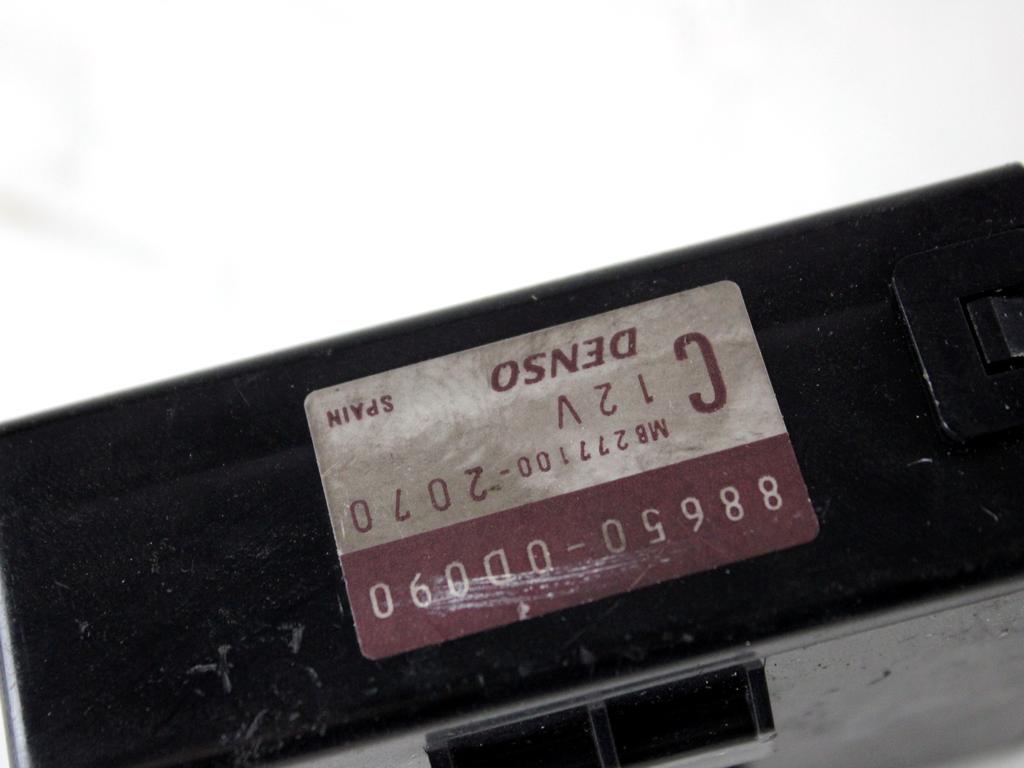 88650-0D090
MB277100-2070
C 12V
DENSO SPAIN